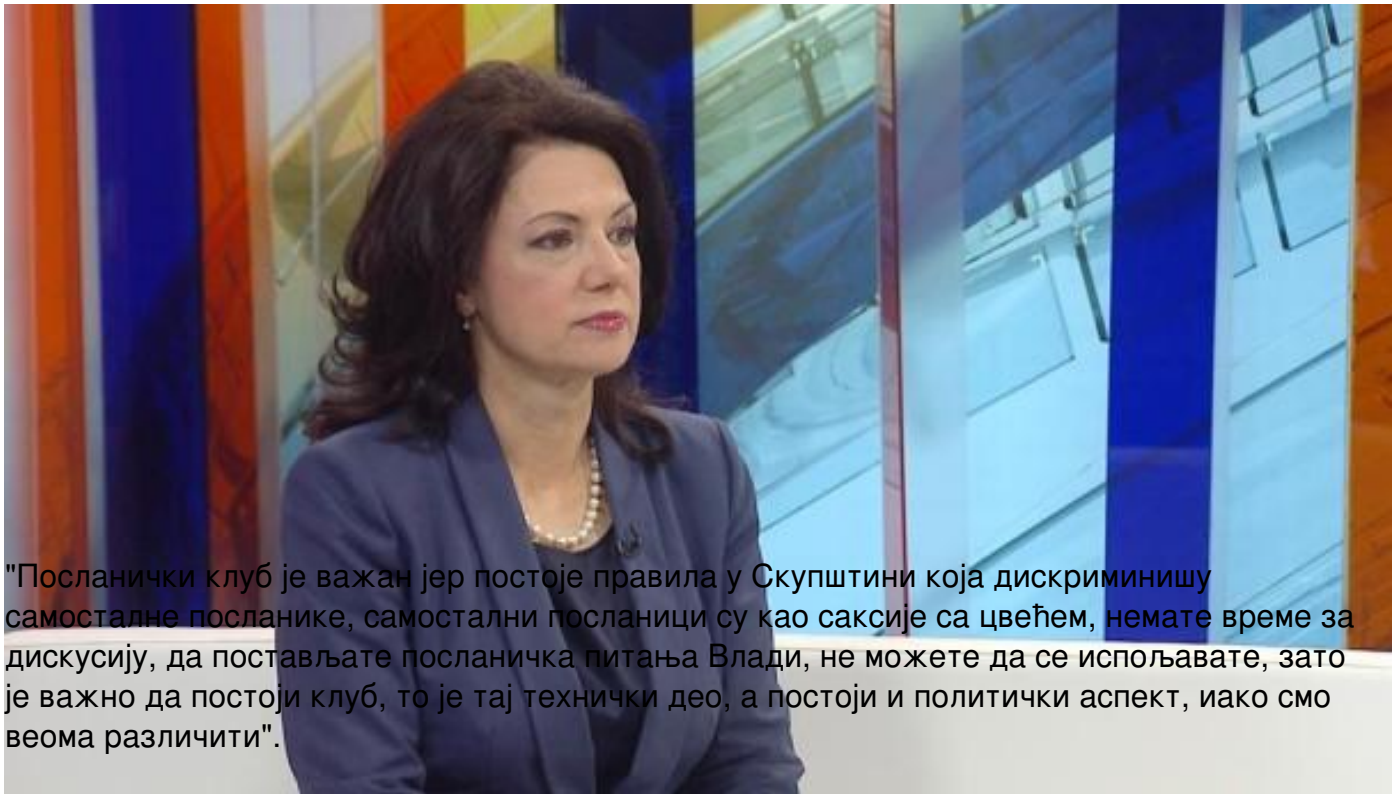 "Посланички клуб је важан јер постоје правила у Скупштини која дискриминишу
самосталне посланике, самостални посланици су као саксије са цвећем, немате време за
дискусију, да постављате посланичка питања Влади, не можете да се испољавате, зато
је важно да постоји клуб, то је тај технички део, а постоји и политички аспект, иако смо
веома различити".